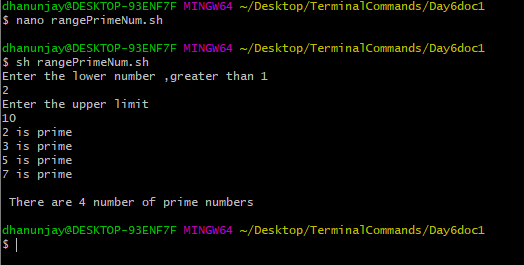 dhanunjay@DESKTOP-93ENF7F MINGW64 ~/Desktop/TerminalCommands/Day6doc1
$ nano rangePrimeNum.sh
dhanunjay@DESKTOP-93ENF7F MINGW64 ~/Desktop/TerminalCommands/Day6doc1
$ sh rangePrimeNum.sh
Enter the lower number ,greater than 1
2
Enter the upper limit
10
2 is prime
3 is prime
5 is prime
7 is prime
There are 4 number of prime numbers
dhanunjay@DESKTOP-93ENF7F MINGW64 ~/Desktop/TerminalCommands/Day6doc1
$